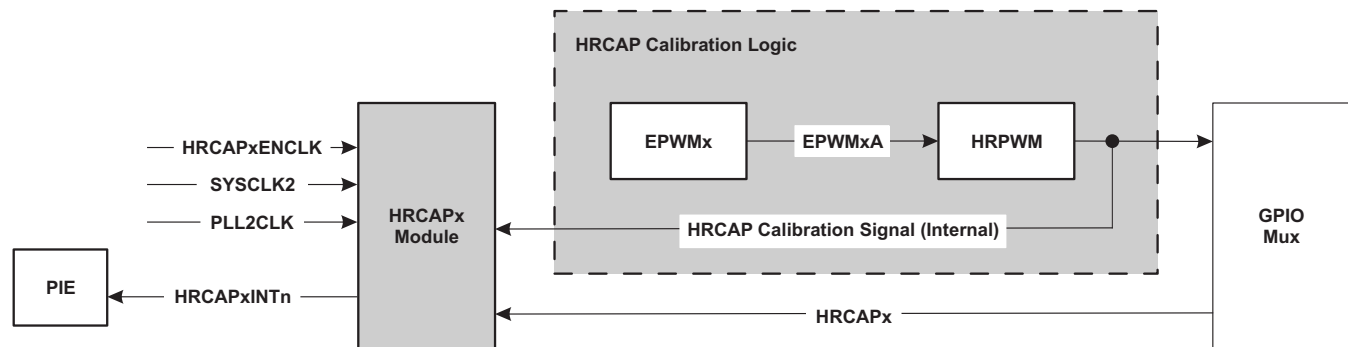 HRCAP Calibration Logic
EPWMx
EPWMxA
HRPWM
HRCAPxENCLK
SYSCLK2
PLL2CLK
HRCAPx
Module
HRCAP Calibration Signal (Internal)
GPIO
Mux
PIE
HRCAPxINTn
HRCAPx